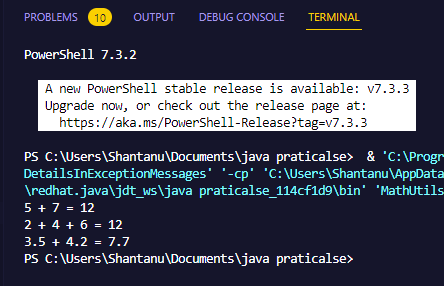 PROBLEMS 10 OUTPUT DEBUG CONSOLE TERMINAL
PowerShell 7.3.2
A new PowerShell stable release is available: v7.3.3
Upgrade now, or check out the release page at:
https://aka.ms/PowerShell-Release?tag=v7.3.3
PS C:\Users\Shantanu\Documents\java praticalse> & 'C:\Progr
DetailsInExceptionMessages' '-cp' 'C:\Users\Shantanu\AppData
\redhat.java\jdt_ws\java praticalse_114cf1d9\bin' 'MathUtils
5 + 7 = 12
2 + 4 + 6 = 12
3.5 + 4.2 = 7.7
PS C:\Users\Shantanu\Documents\java praticalse>